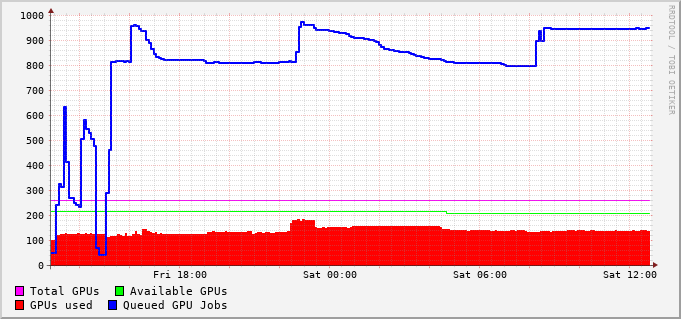 1000
900
800
700
600
500
400
300
200
100
0
Fri 18:00 Sat 00:00 Sat 06:00 Sat 12:00
Total GPUs Available GPUs
GPUs used Queued GPU Jobs
RRDTOOL / TOBI OETIKER